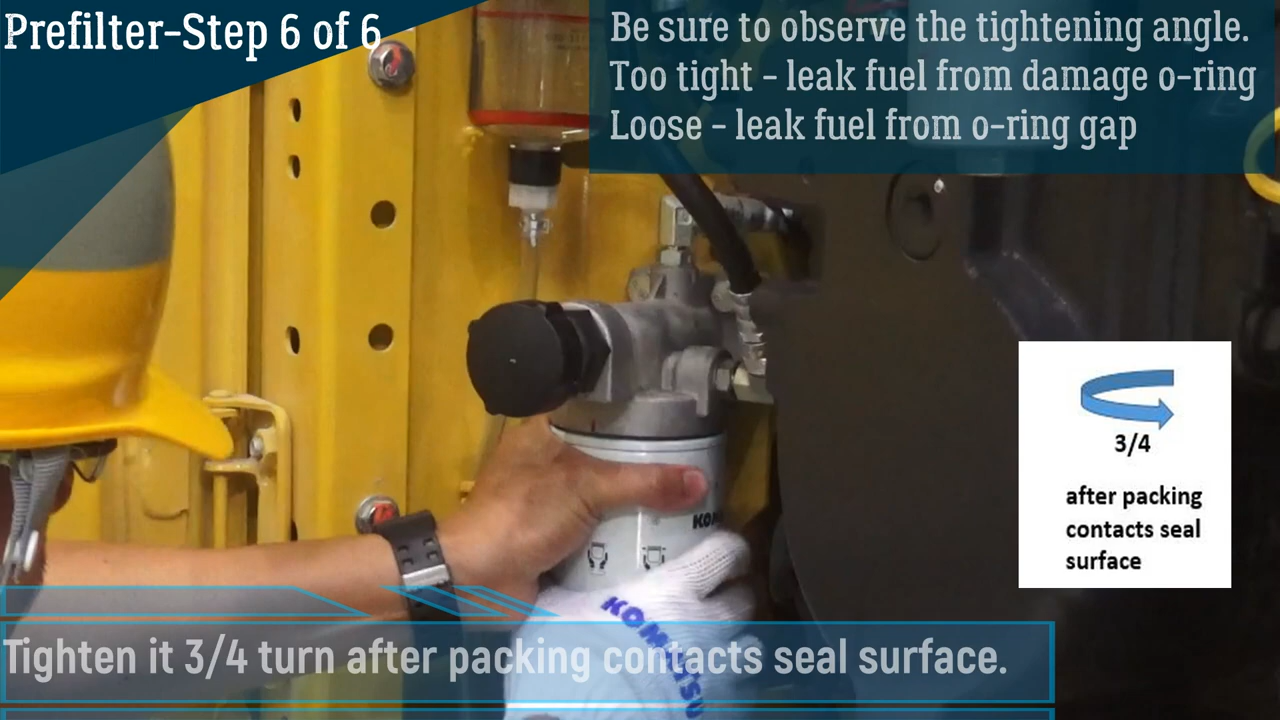 Prefilter-Step 6 of 6
Be sure to observe the tightening angle.
Too tight - leak fuel from damage o-ring
Loose - leak fuel from o-ring gap
3/4
after packing
contacts seal
surface
KOMATSU
Tighten it 3/4 turn after packing contacts seal surface.